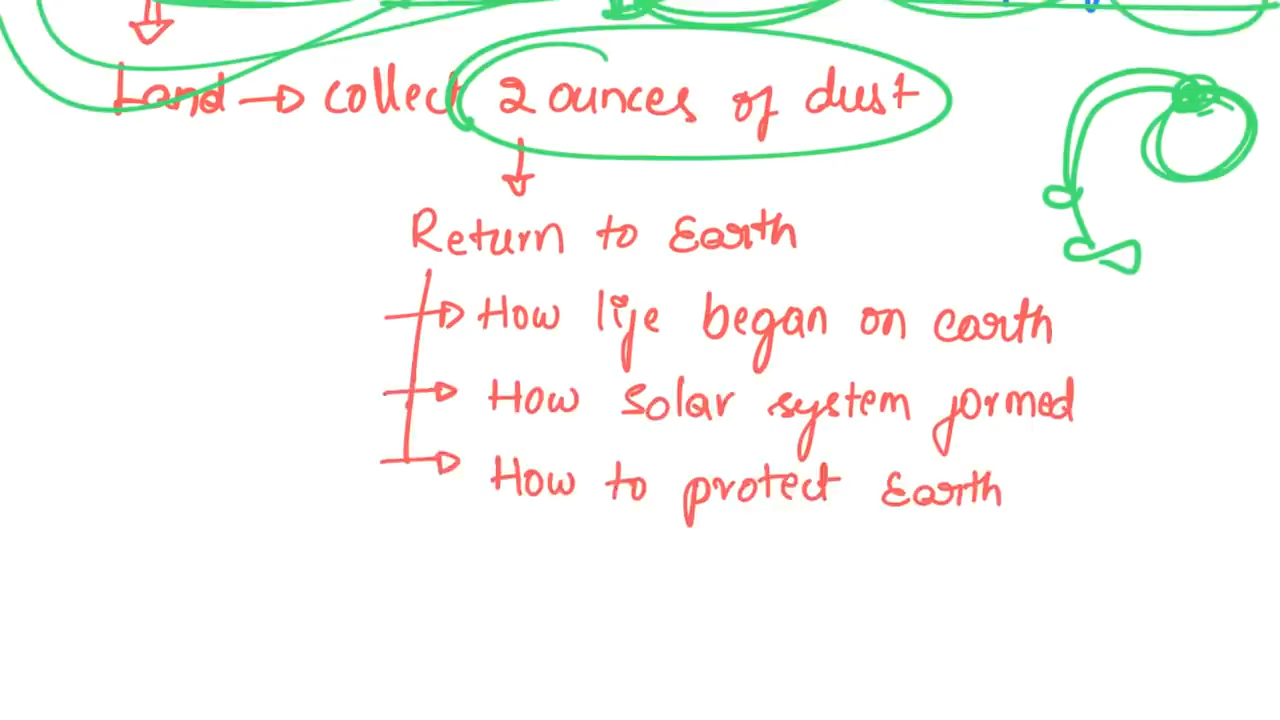 Land → collect 2 ounces of dust
Return to Earth
How life began on earth
How solar system formed
How to protect Earth